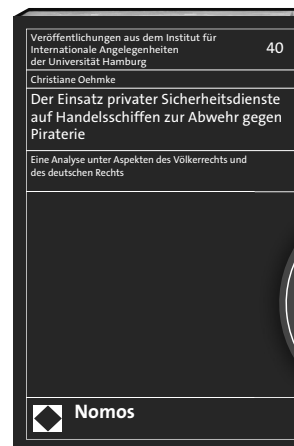 Veröffentlichungen aus dem Institut für
Internationale Angelegenheiten
der Universität Hamburg
40
Christiane Oehmke
Der Einsatz privater Sicherheitsdienste
auf Handelsschiffen zur Abwehr gegen
Piraterie
Eine Analyse unter Aspekten des Völkerrechts und
des deutschen Rechts
Nomos